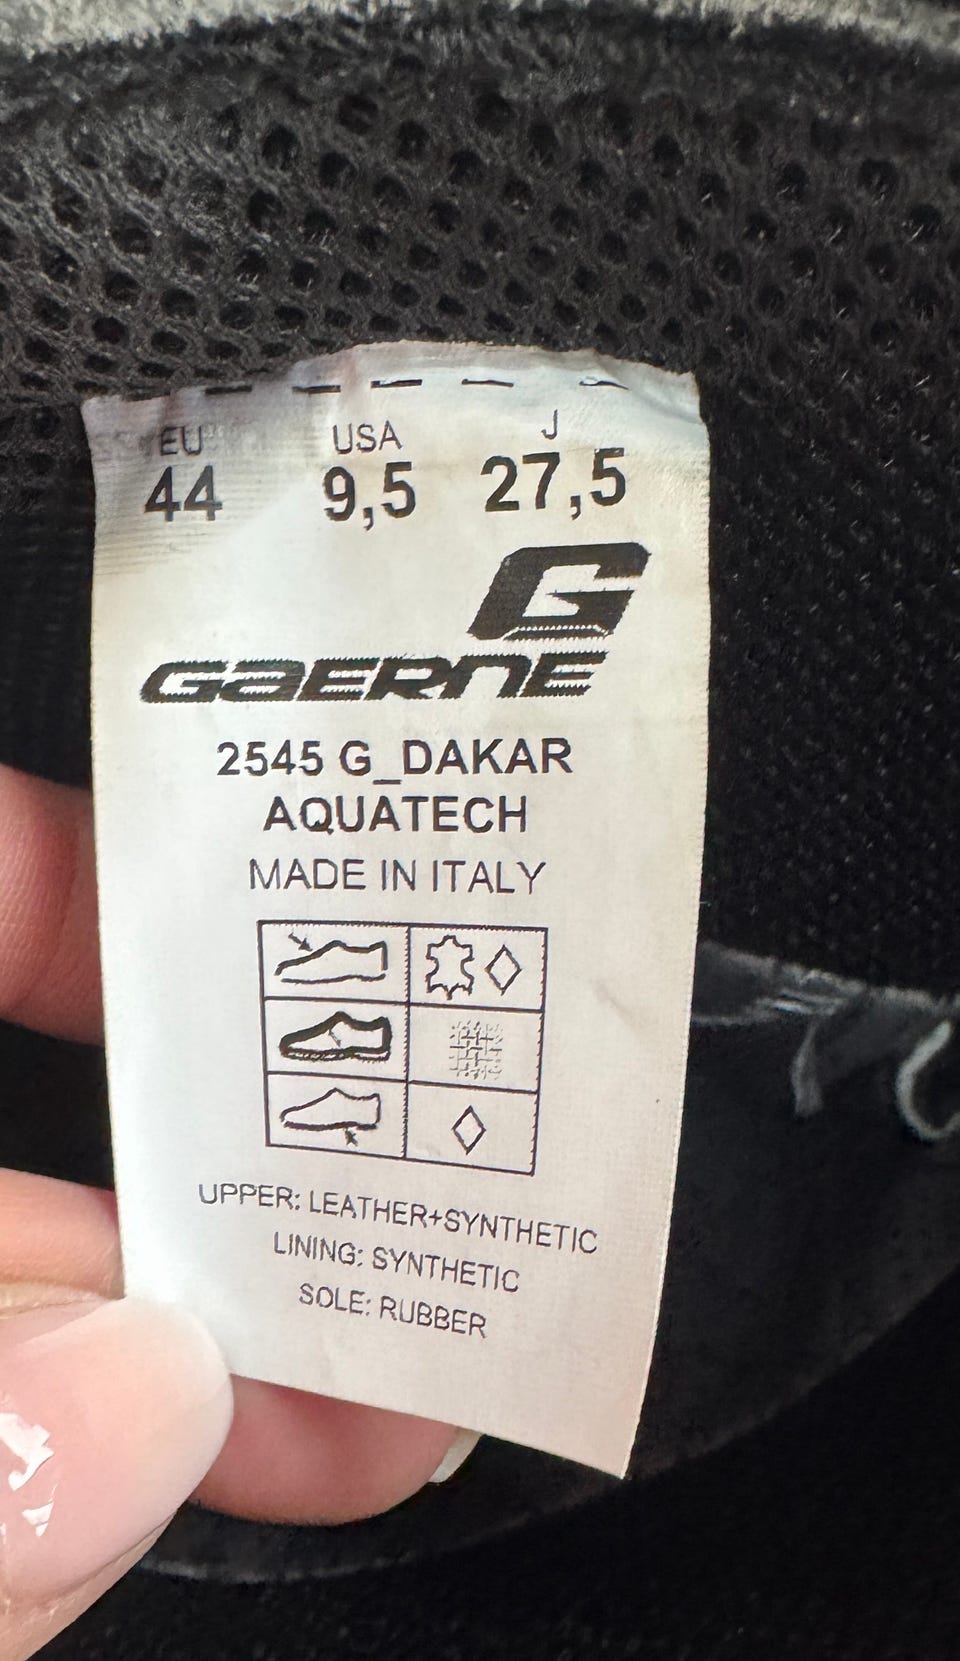 EU USA J
44 9,5 27,5
G
GAERNE
2545 G_DAKAR
AQUATECH
MADE IN ITALY
UPPER: LEATHER+SYNTHETIC
LINING: SYNTHETIC
SOLE: RUBBER